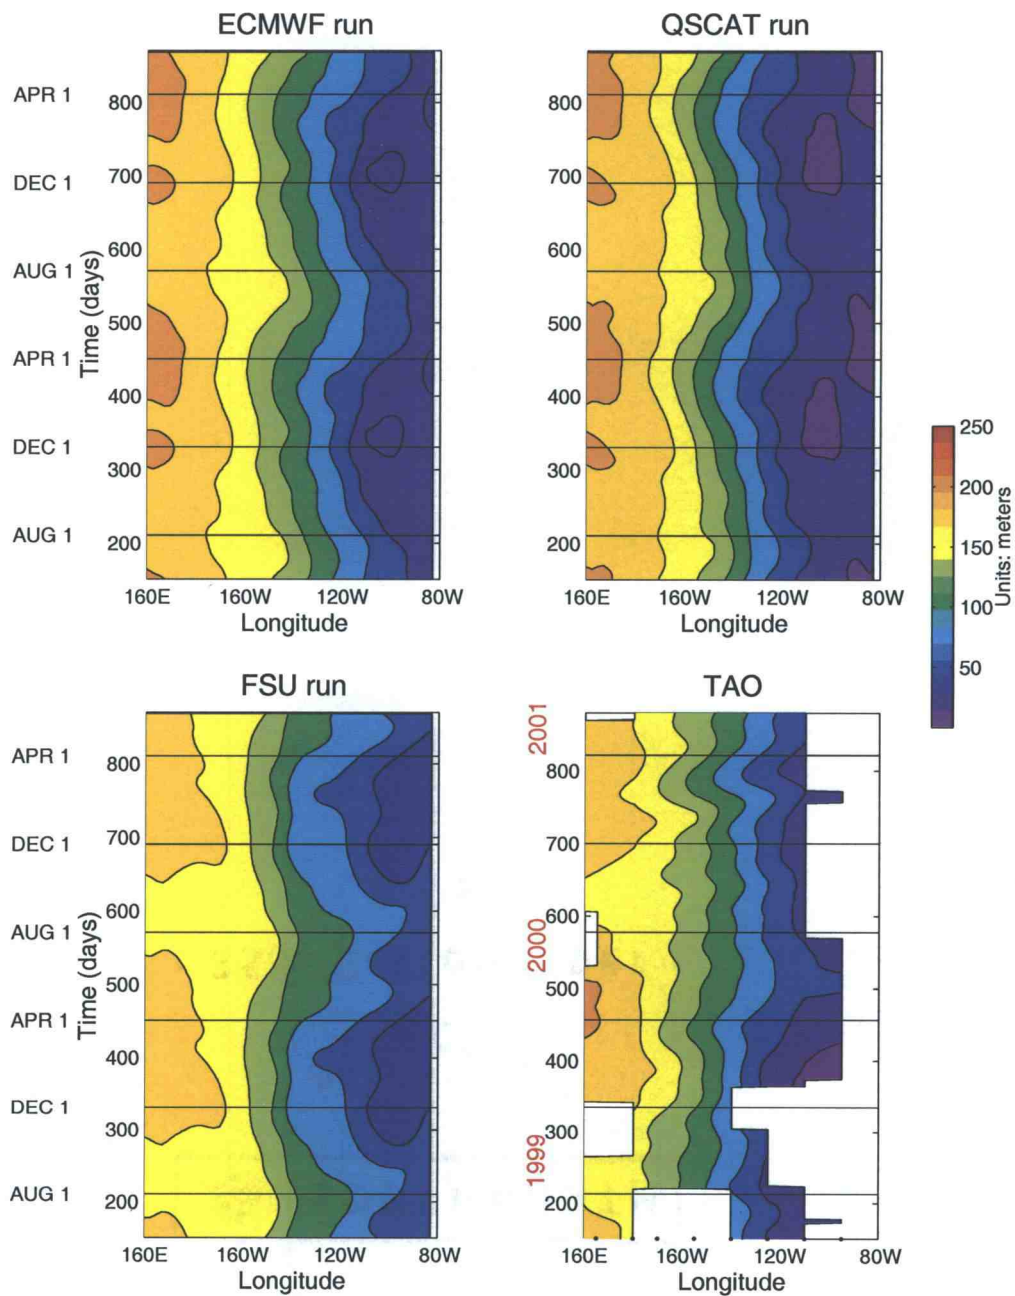 ECMWF run
QSCAT run
APR 1
DEC 1
AUG 1
APR 1
DEC 1
AUG 1
Time (days)
800
700
600
500
400
300
200
160E 160W 120W 80W
Longitude
800
700
600
500
400
300
200
160E 160W 120W 80W
Longitude
250
200
150
100
50
Units: meters
FSU run
TAO
APR 1
DEC 1
AUG 1
APR 1
DEC 1
AUG 1
Time (days)
800
700
600
500
400
300
200
160E 160W 120W 80W
Longitude
2001
2000
1999
800
700
600
500
400
300
200
160E 160W 120W 80W
Longitude